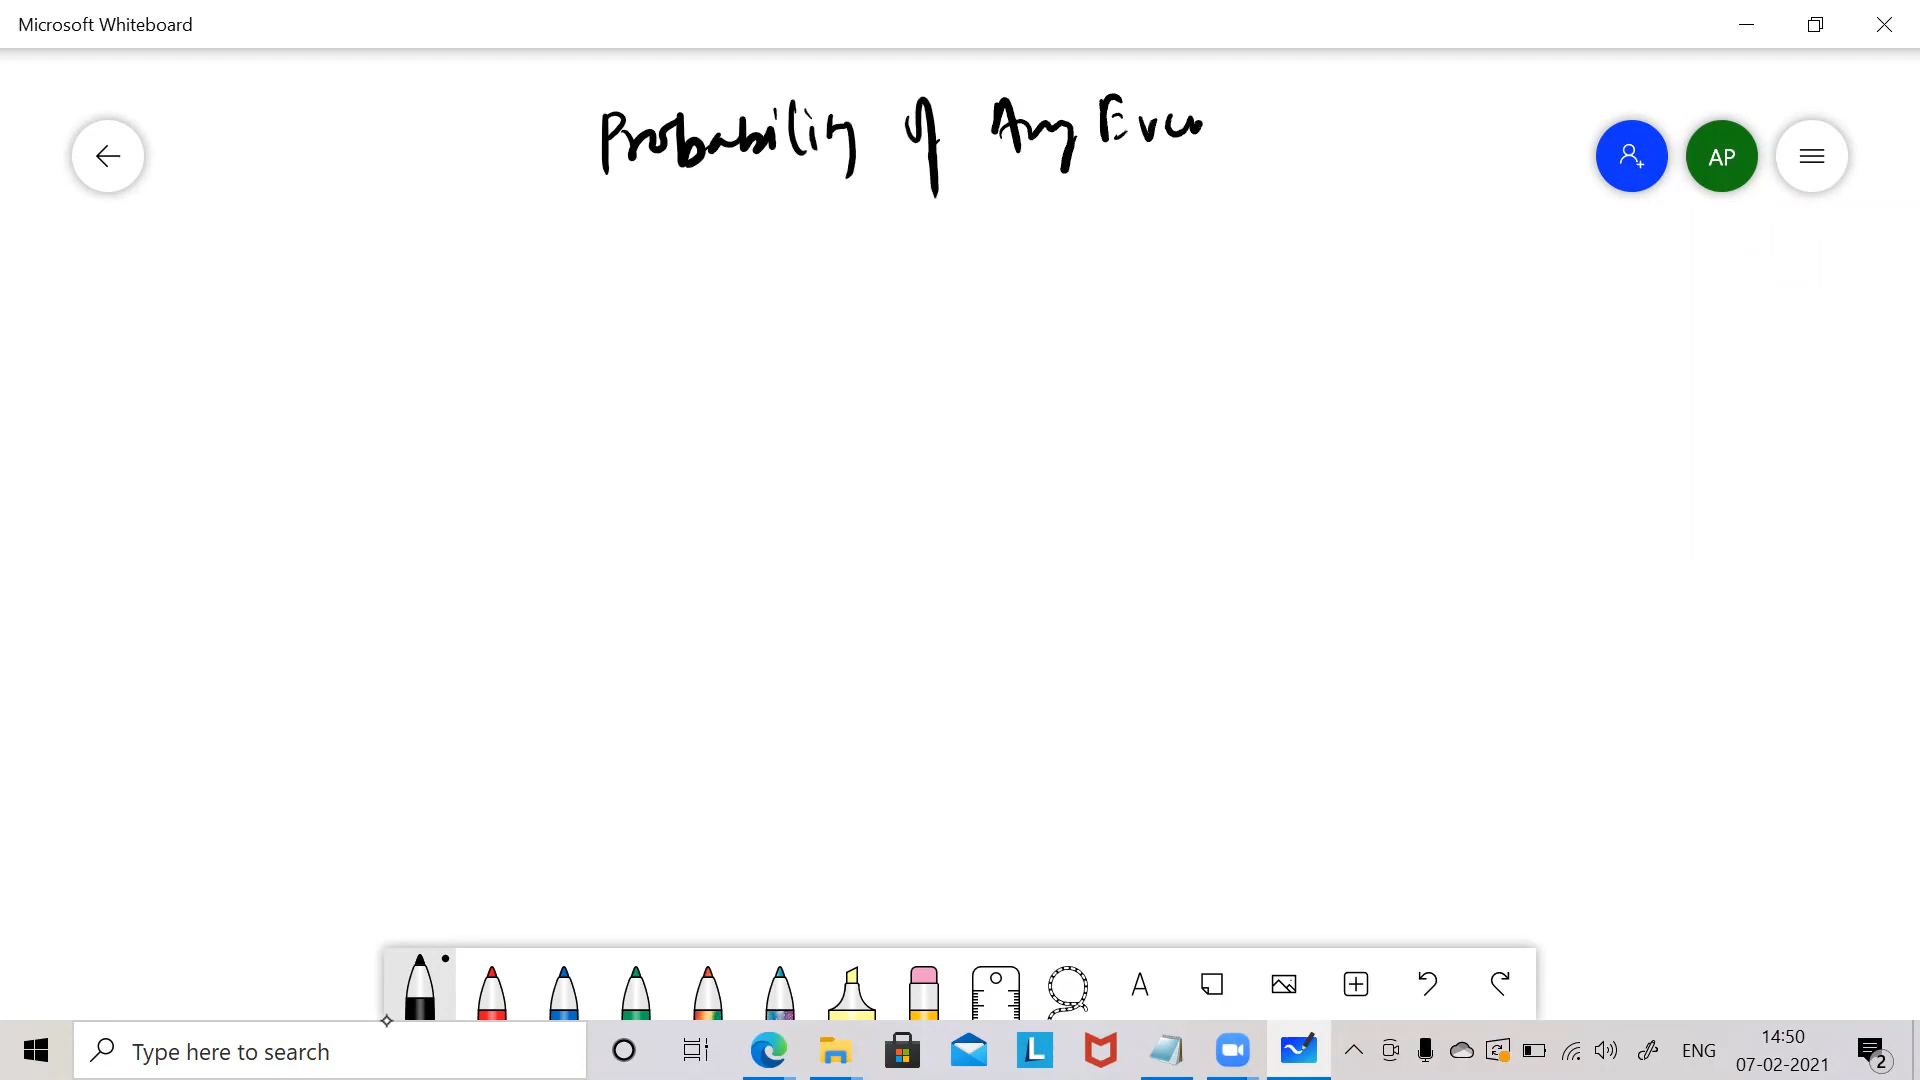 Microsoft Whiteboard
Probability of Any Even
AP
A
Type here to search
L
ENG
14:50
07-02-2021
2